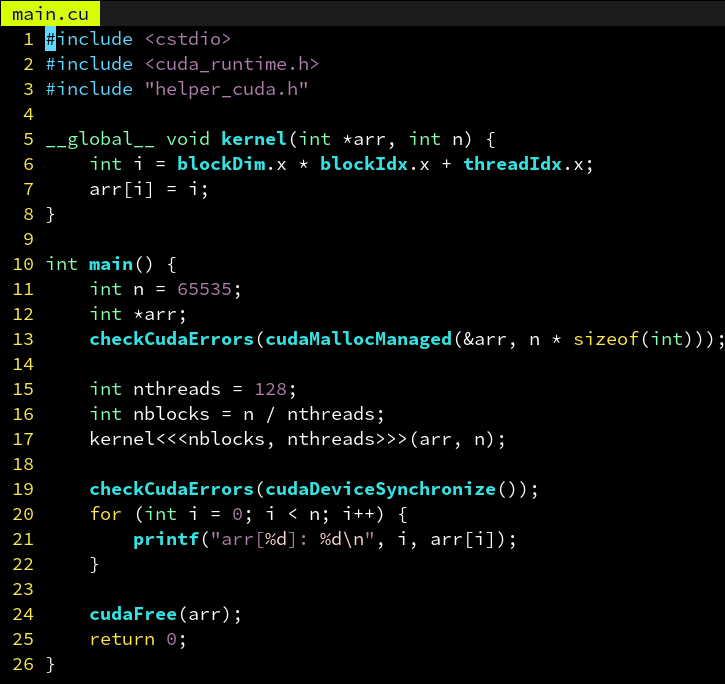 main.cu
1 #include <cstdio>
2 #include <cuda_runtime.h>
3 #include "helper_cuda.h"
4
5 __global__ void kernel(int *arr, int n) {
6     int i = blockDim.x * blockIdx.x + threadIdx.x;
7     arr[i] = i;
8 }
9
10 int main() {
11     int n = 65535;
12     int *arr;
13     checkCudaErrors(cudaMallocManaged(&arr, n * sizeof(int)));
14
15     int nthreads = 128;
16     int nblocks = n / nthreads;
17     kernel<<<nblocks, nthreads>>>(arr, n);
18
19     checkCudaErrors(cudaDeviceSynchronize());
20     for (int i = 0; i < n; i++) {
21         printf("arr[%d]: %d\n", i, arr[i]);
22     }
23
24     cudaFree(arr);
25     return 0;
26 }